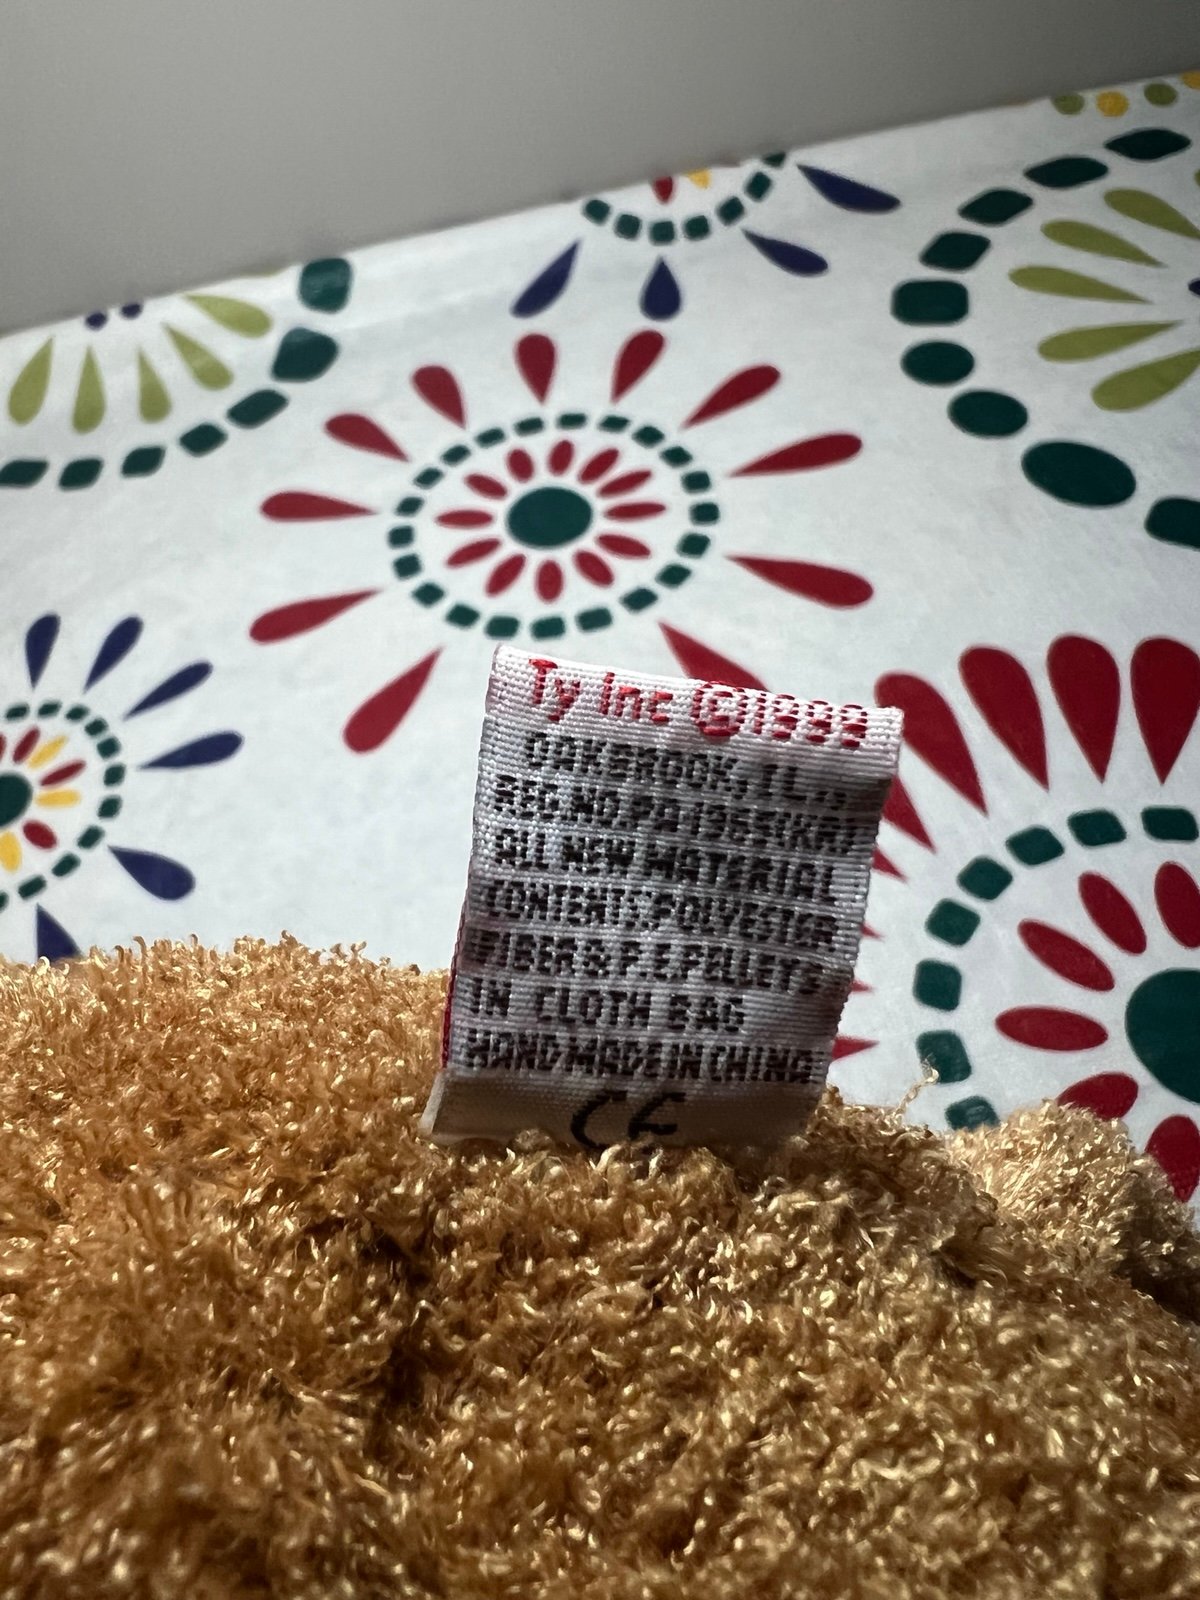 Ty Inc ©1999
OAKBROOK, IL.,
REG.NO.PA 1965(KR)
ALL NEW MATERIAL
CONTENT: POLYESTER
FIBER & P.E.PELLETS
IN CLOTH BAG
HAND MADE IN CHINA
CE